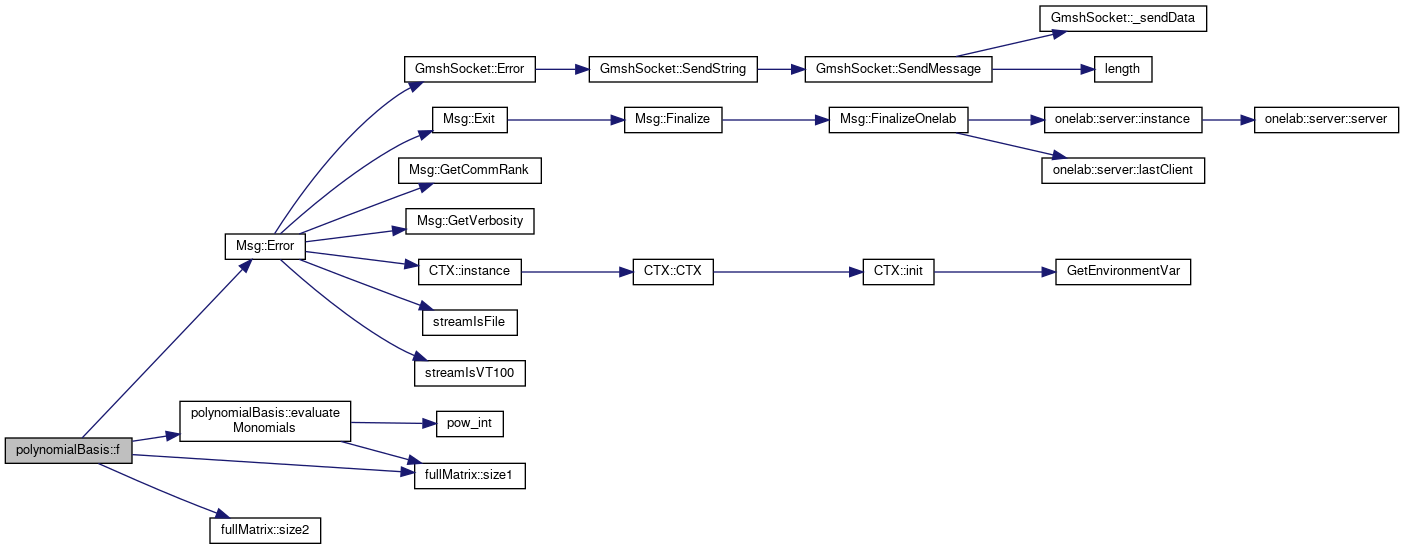 GmshSocket::_sendData
GmshSocket::Error
GmshSocket::SendString
GmshSocket::SendMessage
length
Msg::Exit
Msg::Finalize
Msg::FinalizeOnelab
onelab::server::instance
onelab::server::server
Msg::GetCommRank
onelab::server::lastClient
Msg::GetVerbosity
Msg::Error
CTX::instance
CTX::CTX
CTX::init
GetEnvironmentVar
streamIsFile
streamIsVT100
polynomialBasis::evaluate
Monomials
pow_int
polynomialBasis::f
fullMatrix::size1
fullMatrix::size2